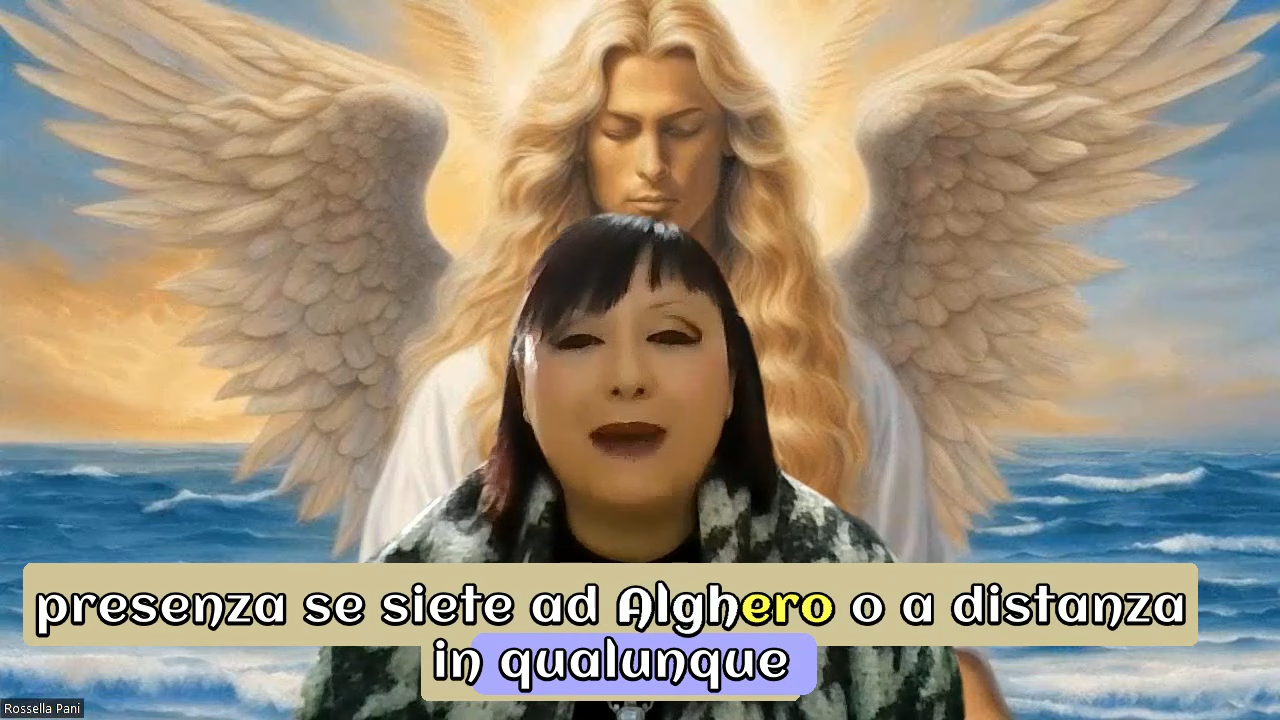 presenza se siete ad Alghero o a distanza
in qualunque
Rossella Pani